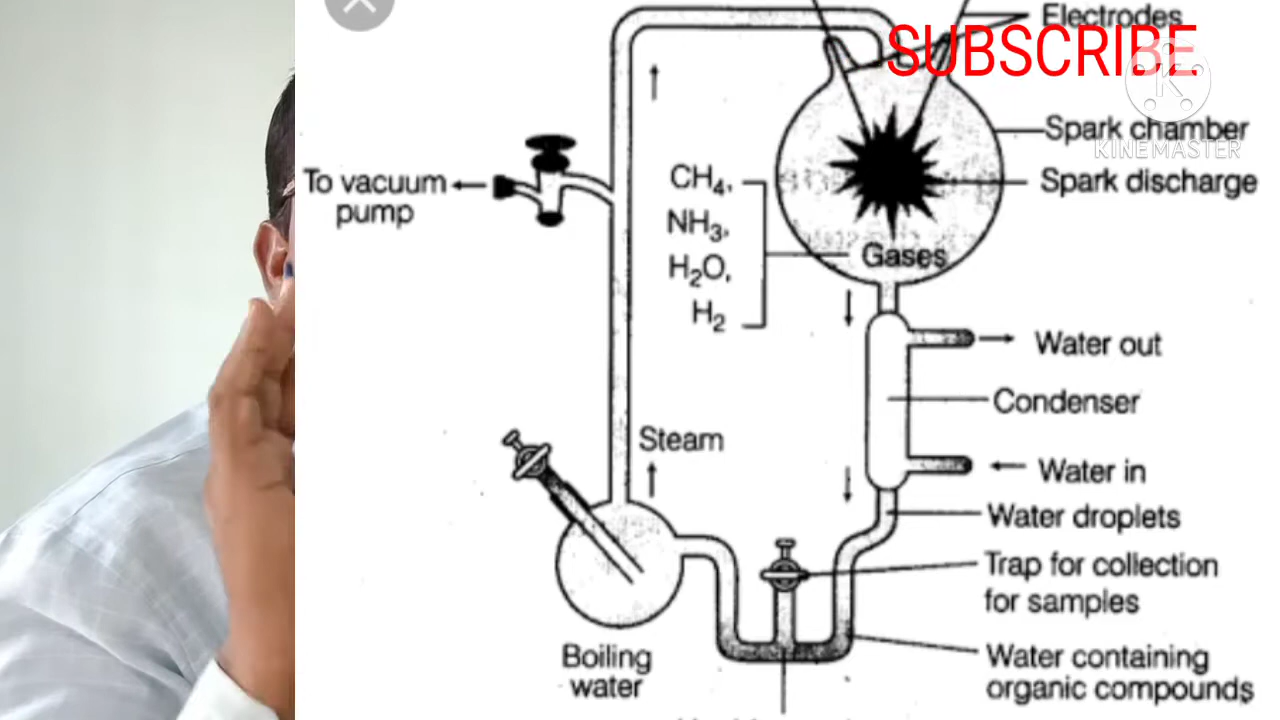 Electrodes
SUBSCRIBE
K
Spark chamber
KINEMASTER
To vacuum
pump
CH4,
NH3,
H2O,
H2
Spark discharge
Gases
Water out
Condenser
Steam
Water in
Water droplets
Trap for collection
for samples
Boiling
water
Water containing
organic compounds